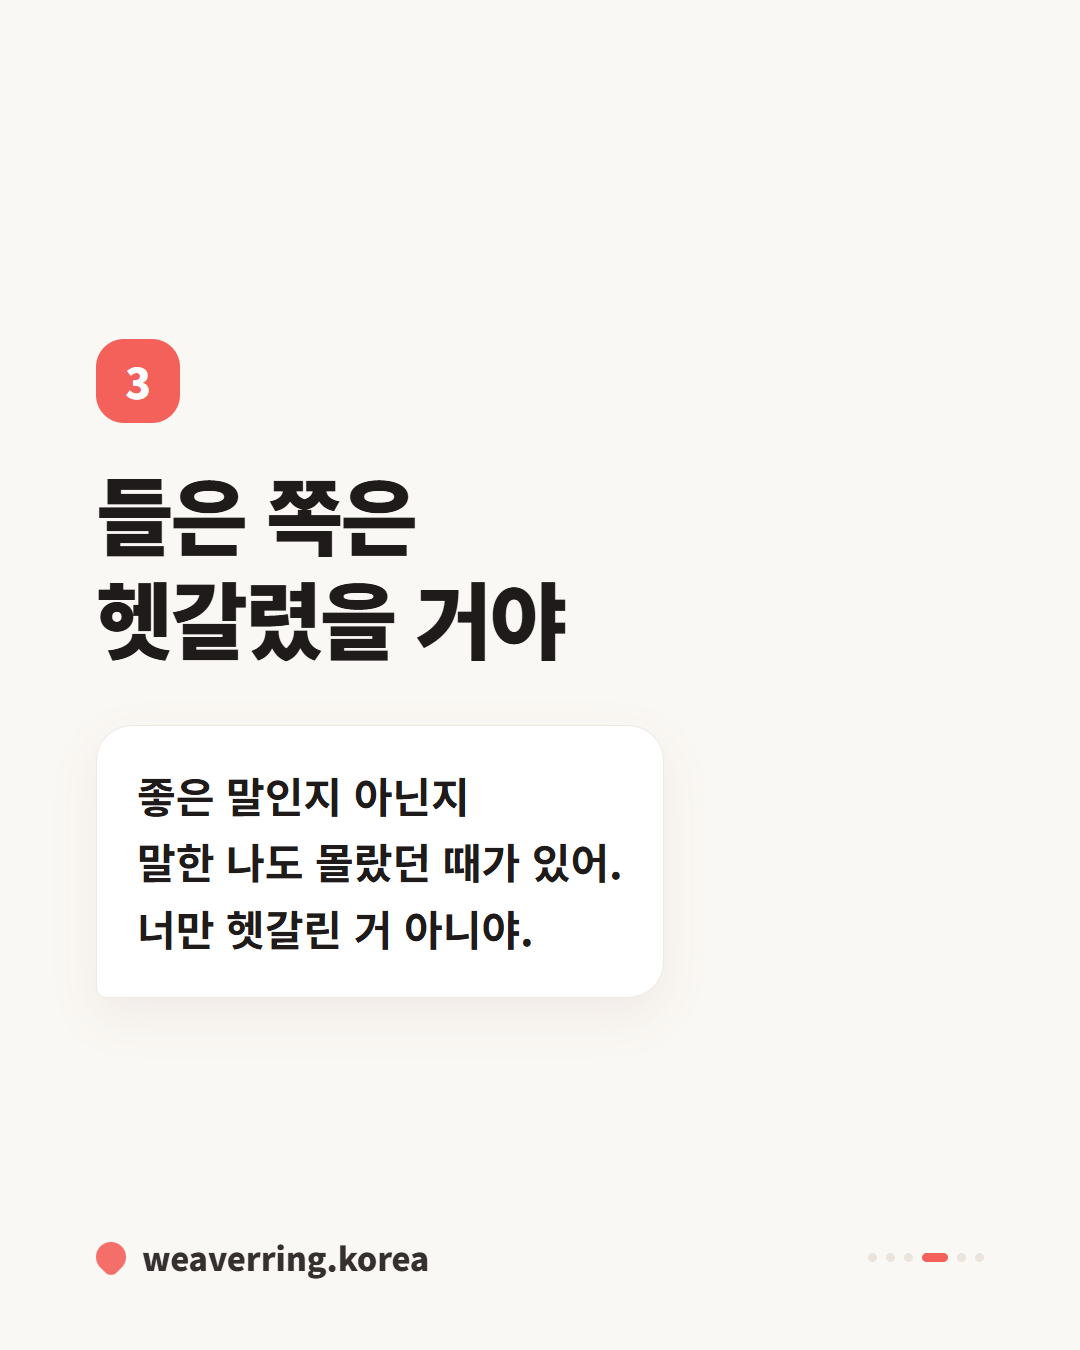 3
들은 쪽은
헷갈렸을 거야
좋은 말인지 아닌지
말한 나도 몰랐던 때가 있어.
너만 헷갈린 거 아니야.
weaverring.korea